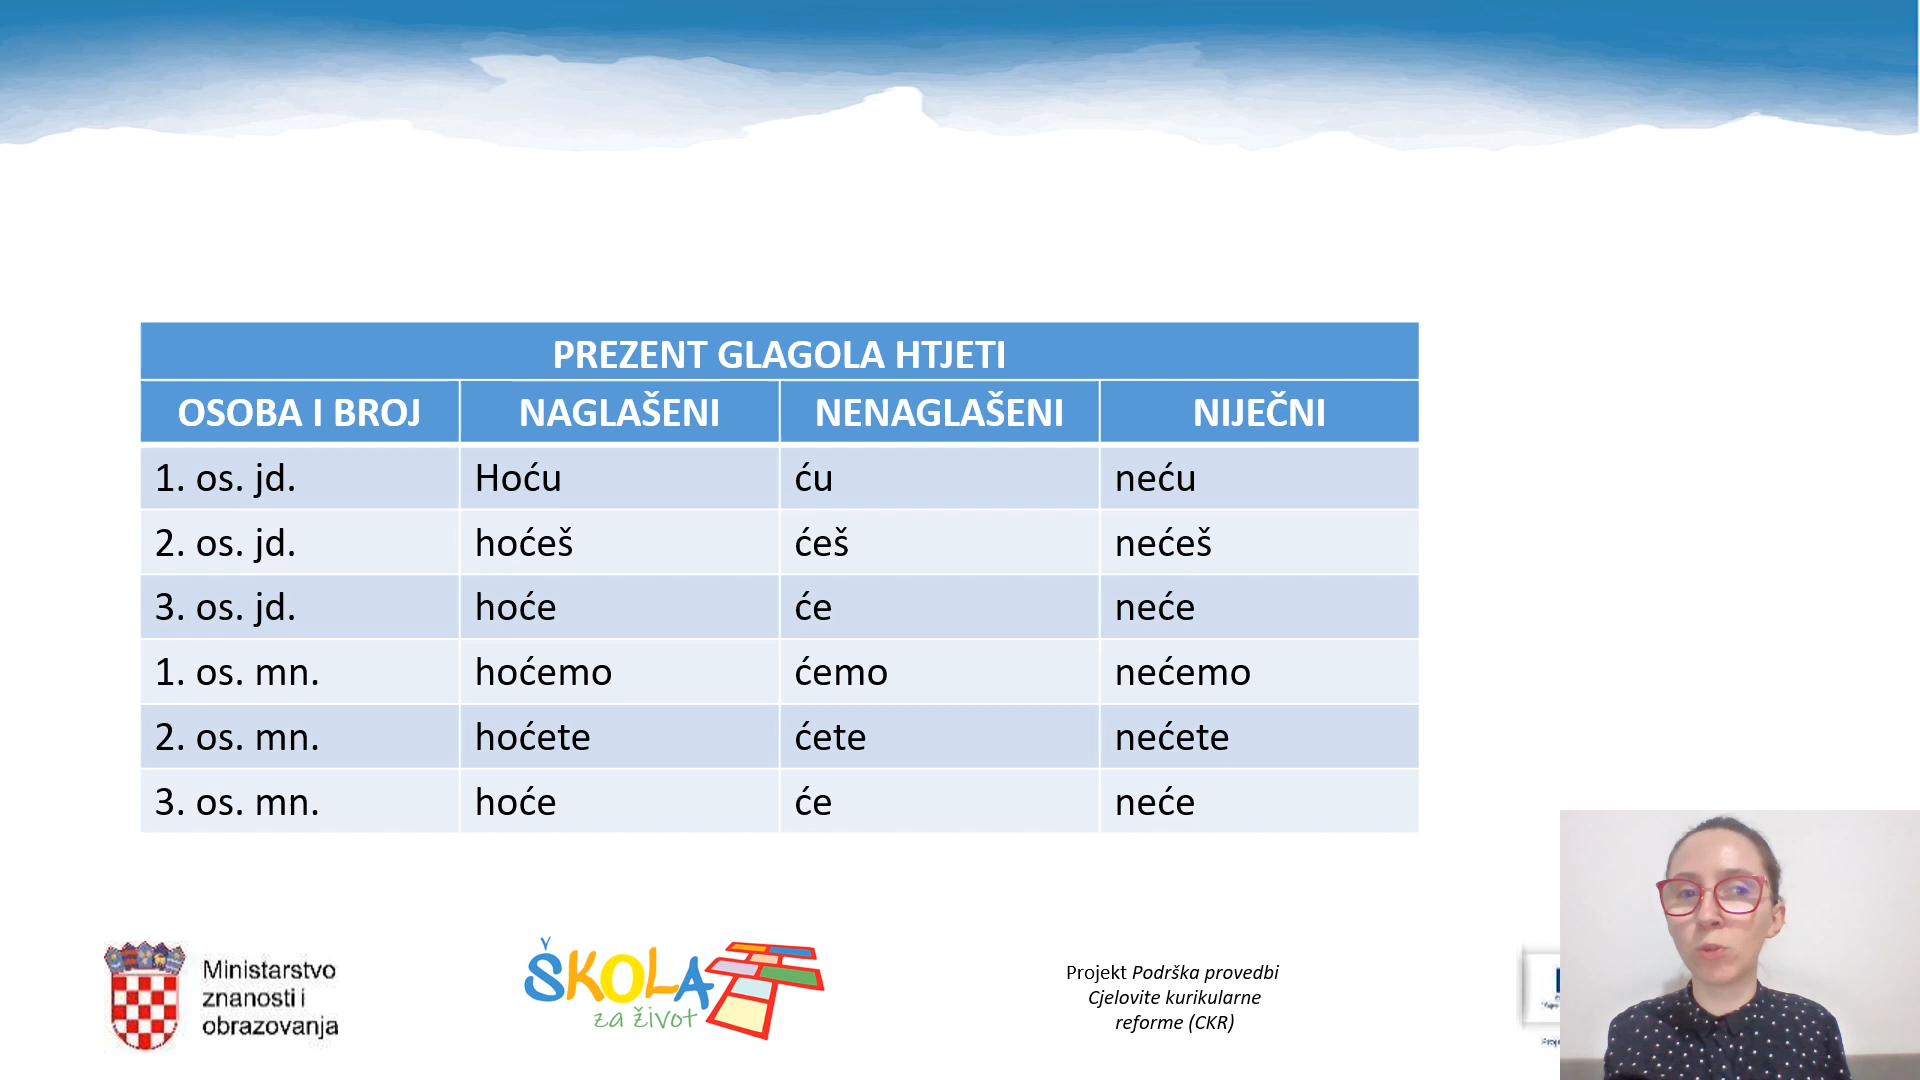 PREZENT GLAGOLA HTJETI
OSOBA I BROJ NAGLAŠENI NENAGLAŠENI NIJEČNI
1. os. jd. Hoću ću neću
2. os. jd. hoćeš ćeš nećeš
3. os. jd. hoće će neće
1. os. mn. hoćemo ćemo nećemo
2. os. mn. hoćete ćete nećete
3. os. mn. hoće će neće
Ministarstvo
znanosti i
obrazovanja
ŠKOLA
za život
Projekt Podrška provedbi
Cjelovite kurikularne
reforme (CKR)